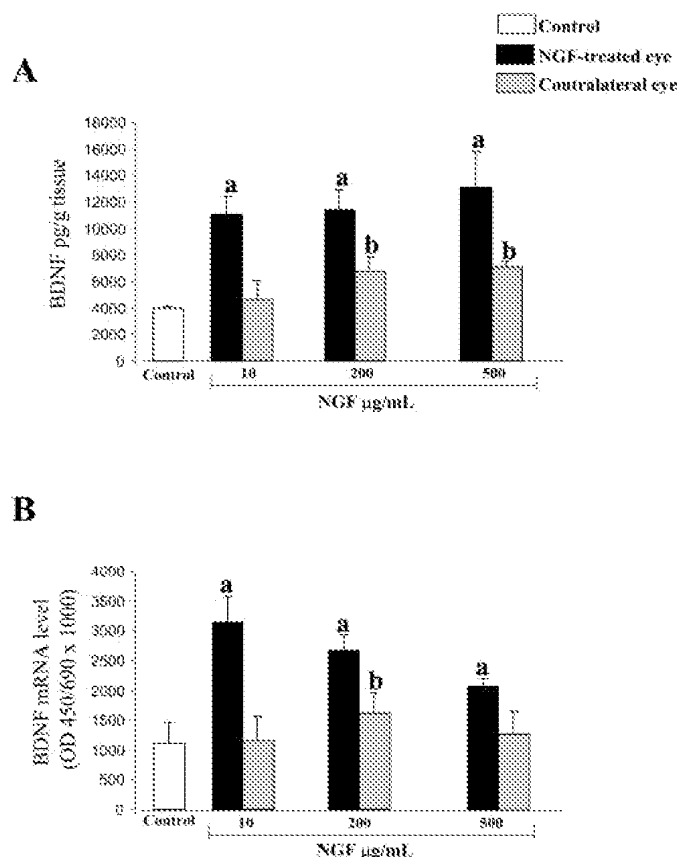 Control
NGF-treated eye
Contralateral eye
A
BDNF pg/g tissue
18000
16000
14000
12000
10000
8000
6000
4000
2000
0
a
a
b
a
b
Control
10
200
500
NGF µg/mL
B
BDNF mRNA level
(OD 450/690 x 1000)
4000
3500
3000
2500
2000
1500
1000
500
0
a
a
b
a
Control
10
200
500
NGF µg/mL